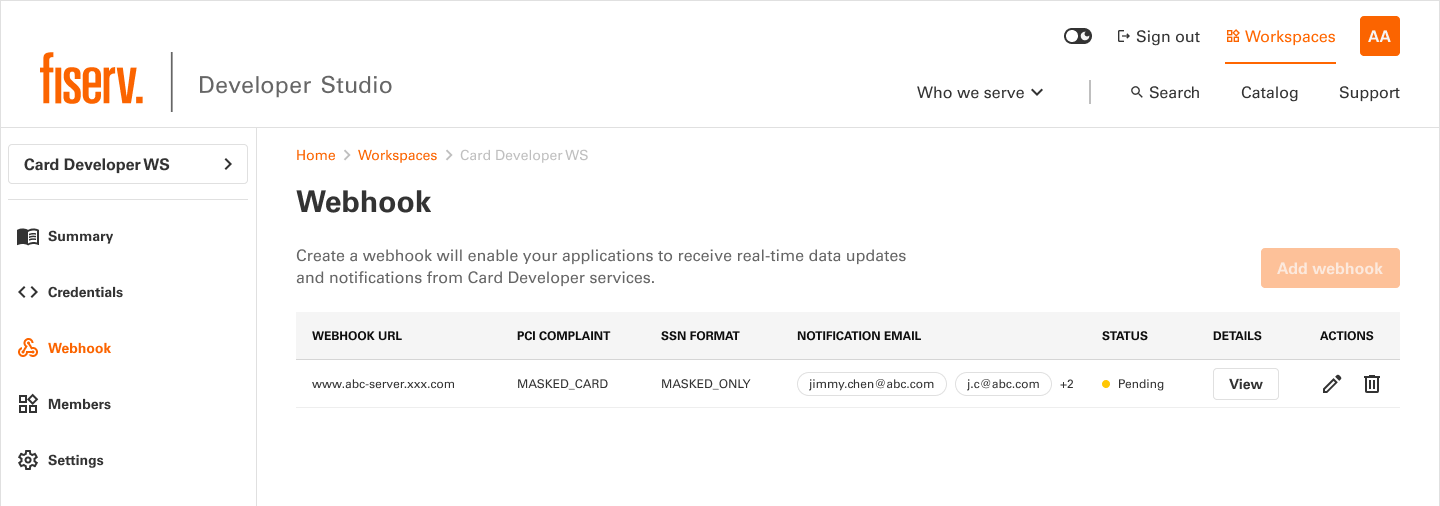 Sign out
Workspaces
AA
fiserv.
Developer Studio
Who we serve
Search
Catalog
Support
Card Developer WS
Home > Workspaces > Card Developer WS
Webhook
Summary
Create a webhook will enable your applications to receive real-time data updates
and notifications from Card Developer services.
Add webhook
Credentials
WEBHOOK URL PCI COMPLAINT SSN FORMAT NOTIFICATION EMAIL STATUS DETAILS ACTIONS
Webhook
www.abc-server.xxx.com MASKED_CARD MASKED_ONLY jimmy.chen@abc.com j.c@abc.com +2 Pending View
Members
Settings